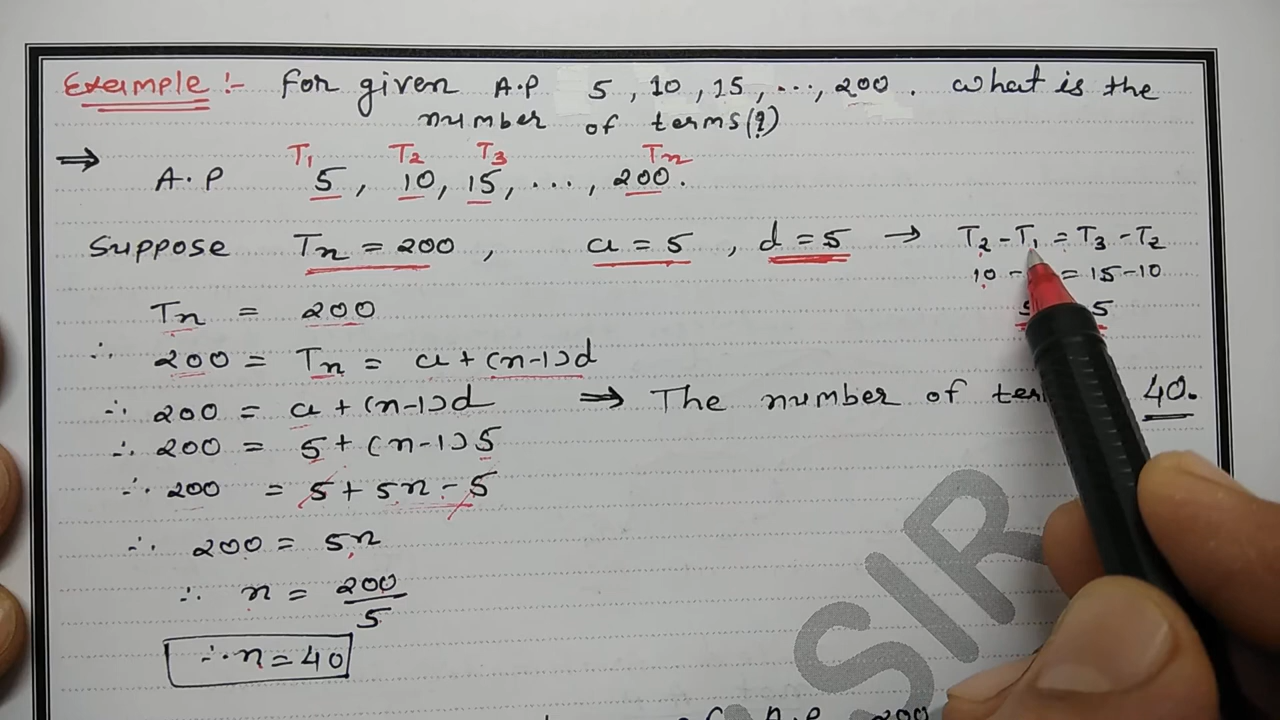 Example :- For given A.P 5, 10, 15, ..., 200. What is the
number of terms(?)
⇒ T1 T2 T3 Tn
A.P 5, 10, 15, ..., 200.
Suppose Tn = 200, a = 5, d = 5 → T2 - T1 = T3 - T2
10 - = 15 - 10
5 5
Tn = 200
∴ 200 = Tn = a + (n-1)d
∴ 200 = a + (n-1)d ⇒ The number of 40.
∴ 200 = 5 + (n-1)5
∴ 200 = 5 + 5n - 5
∴ 200 = 5n
∴ n = 200/5
∴ n = 40
SIR
A.P 200